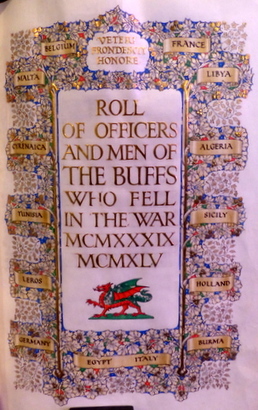 VETERI
FRONDESCIT
HONORE
BELGIUM
FRANCE
MALTA
LIBYA
CYRENAICA
ALGERIA
TUNISIA
SICILY
LEROS
HOLLAND
GERMANY
BURMA
EGYPT ITALY
ROLL
OF OFFICERS
AND MEN OF
THE BUFFS
WHO FELL
IN THE WAR
MCMXXXIX
MCMXLV